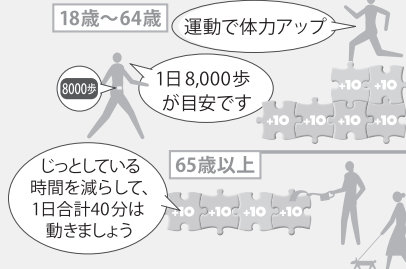 18歳〜64歳
運動で体力アップ
8000歩
1日8,000歩
が目安です
+10 +10
+10 +10 +10 +10
65歳以上
じっとしている
時間を減らして、
1日合計40分は
動きましょう
+10 +10 +10 +10